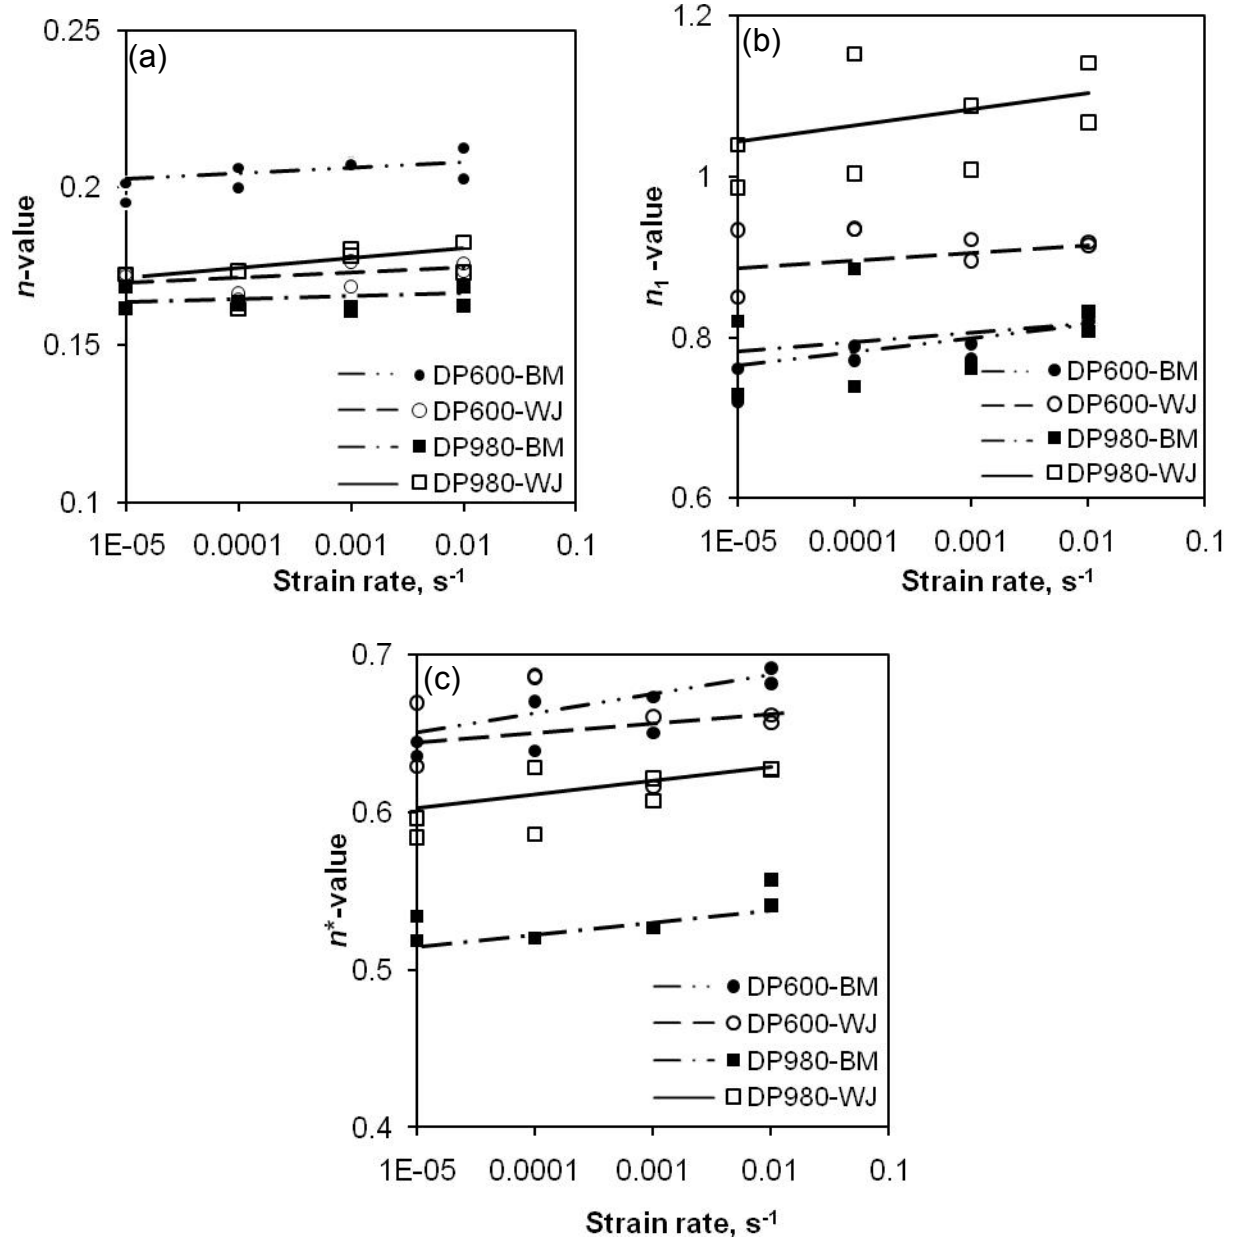 (a)
0.25
0.2
0.15
0.1
n-value
DP600-BM
DP600-WJ
DP980-BM
DP980-WJ
1E-05 0.0001 0.001 0.01 0.1
Strain rate, s-1
(b)
1.2
1
0.8
0.6
n1 -value
DP600-BM
DP600-WJ
DP980-BM
DP980-WJ
1E-05 0.0001 0.001 0.01 0.1
Strain rate, s-1
(c)
0.7
0.6
0.5
0.4
n*-value
DP600-BM
DP600-WJ
DP980-BM
DP980-WJ
1E-05 0.0001 0.001 0.01 0.1
Strain rate, s-1